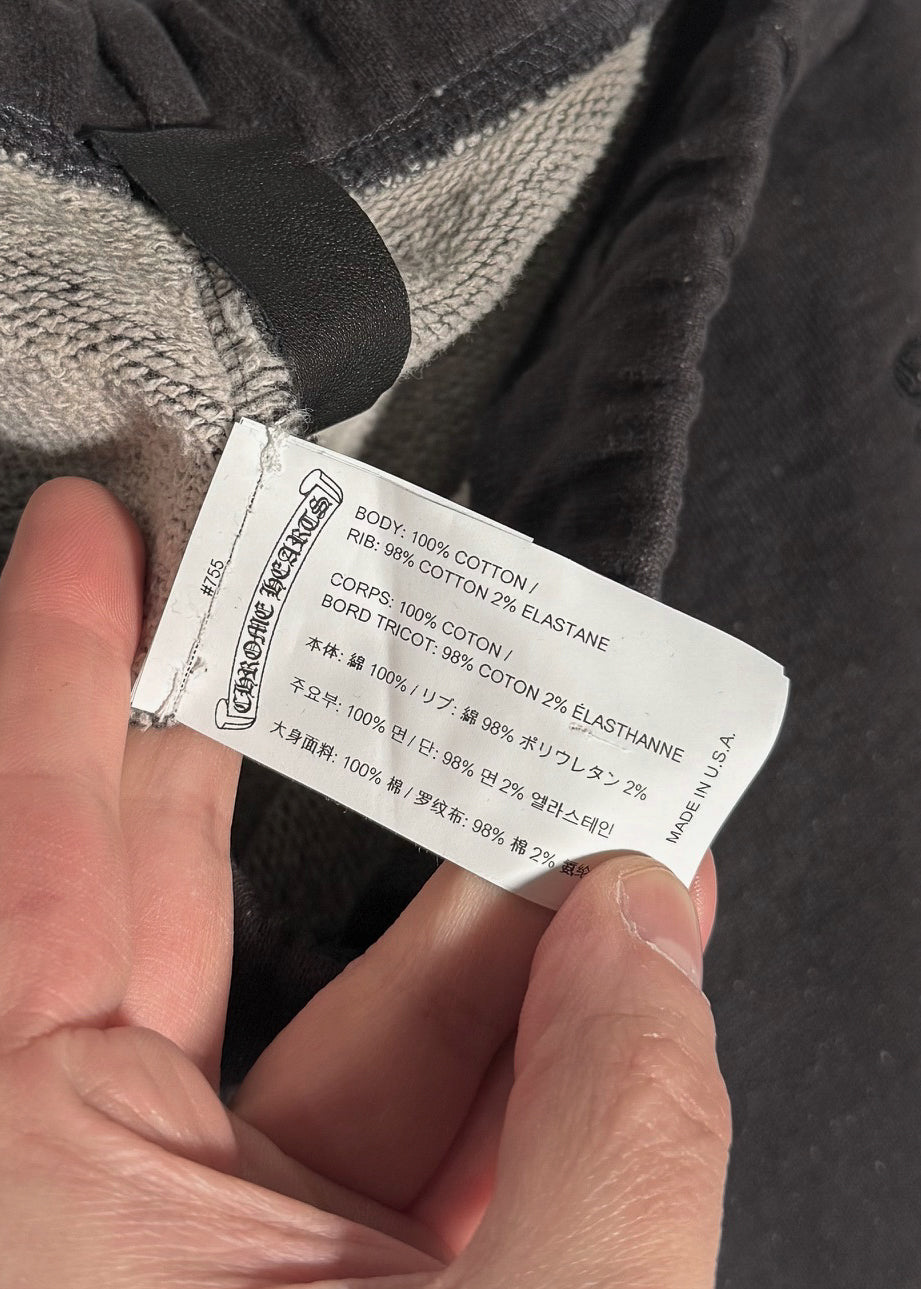 #755
CHROME HEARTS
BODY: 100% COTTON /
RIB: 98% COTTON 2% ELASTANE
CORPS: 100% COTON /
BORD TRICOT: 98% COTON 2% ÉLASTHANNE
本体: 綿 100% / リブ: 綿 98% ポリウレタン 2%
주요부: 100% 면 / 단: 98% 면 2% 엘라스테인
大身面料: 100% 棉 / 罗纹布: 98% 棉 2%
MADE IN U.S.A.